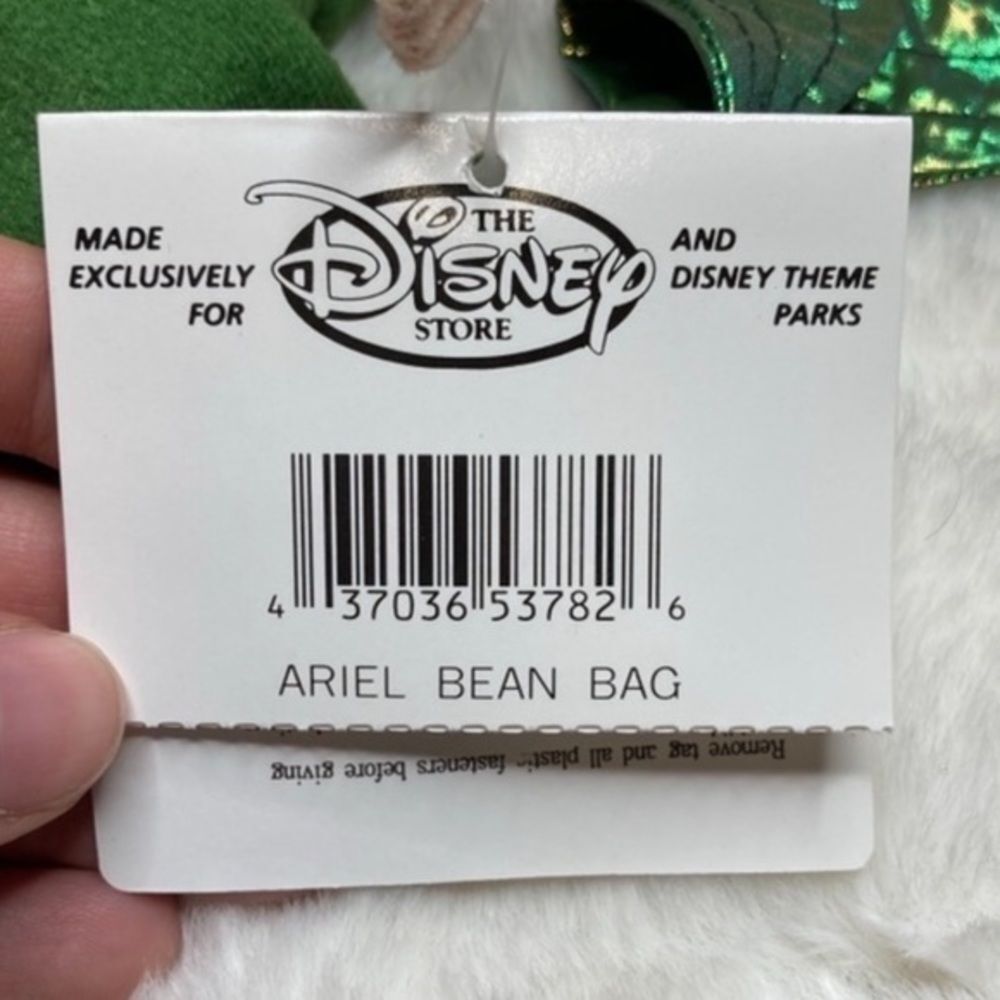 MADE
EXCLUSIVELY
FOR
THE
DISNEY
STORE
AND
DISNEY THEME
PARKS
4 37036 53782 6
ARIEL BEAN BAG
Remove tag and all plastic fasteners before giving